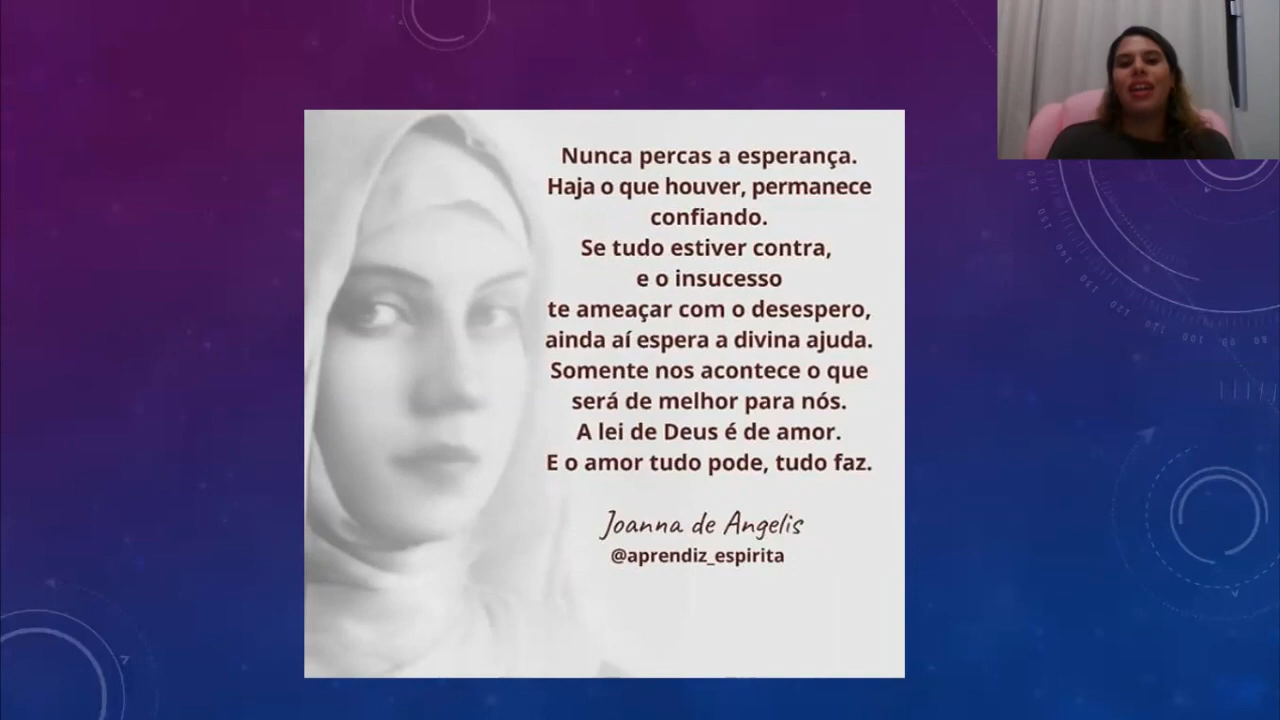 Nunca percas a esperança.
Haja o que houver, permanece
confiando.
Se tudo estiver contra,
e o insucesso
te ameaçar com o desespero,
ainda aí espera a divina ajuda.
Somente nos acontece o que
será de melhor para nós.
A lei de Deus é de amor.
E o amor tudo pode, tudo faz.
Joanna de Angelis
@aprendiz_espirita